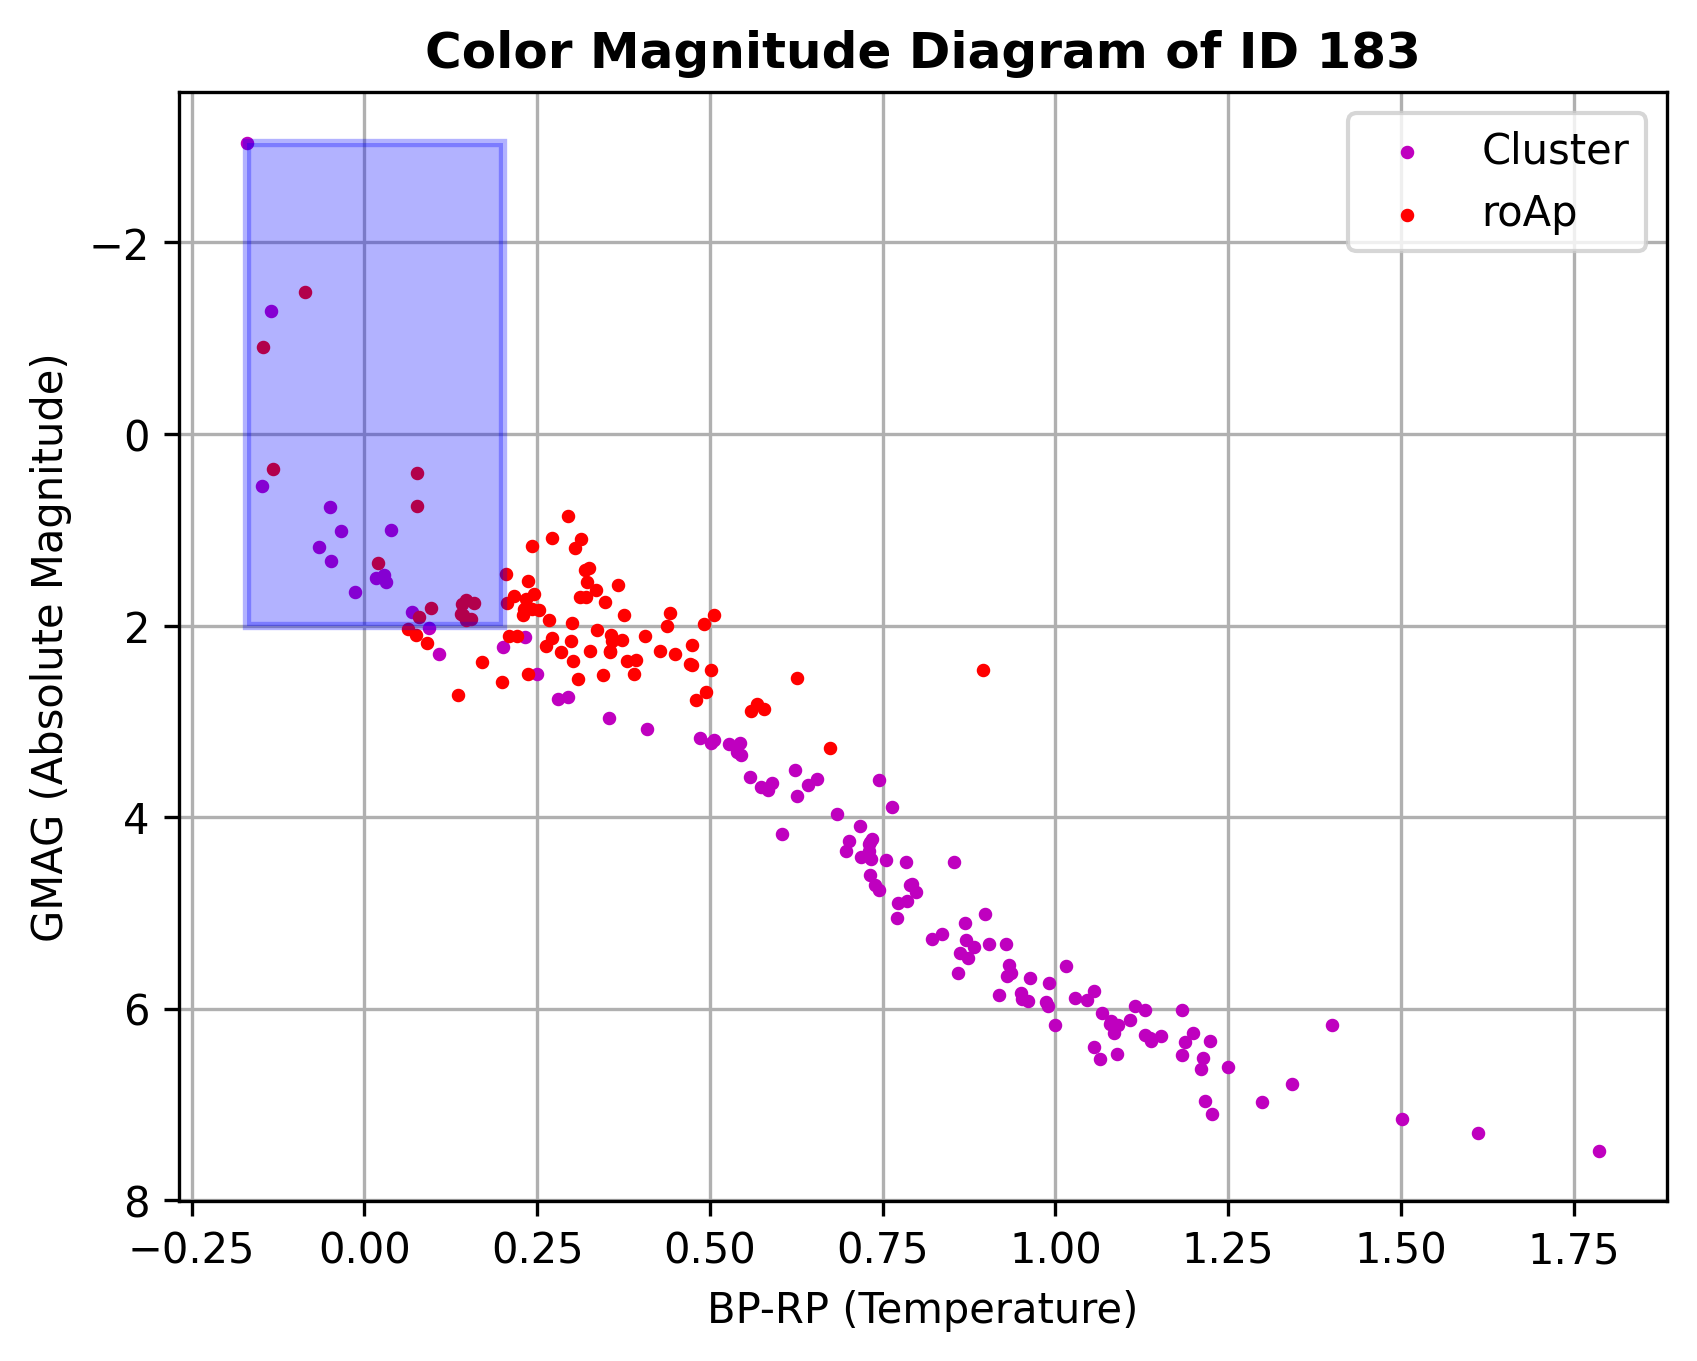 Color Magnitude Diagram of ID 183
Cluster
roAp
GMAG (Absolute Magnitude)
−2
0
2
4
6
8
−0.25 0.00 0.25 0.50 0.75 1.00 1.25 1.50 1.75
BP-RP (Temperature)